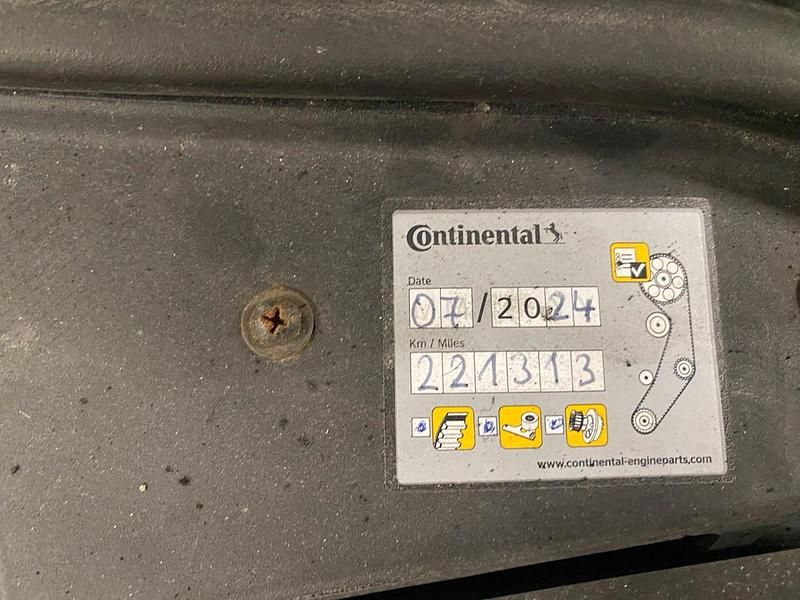 Continental
Date
07/2024
Km / Miles
221313
www.continental-engineparts.com